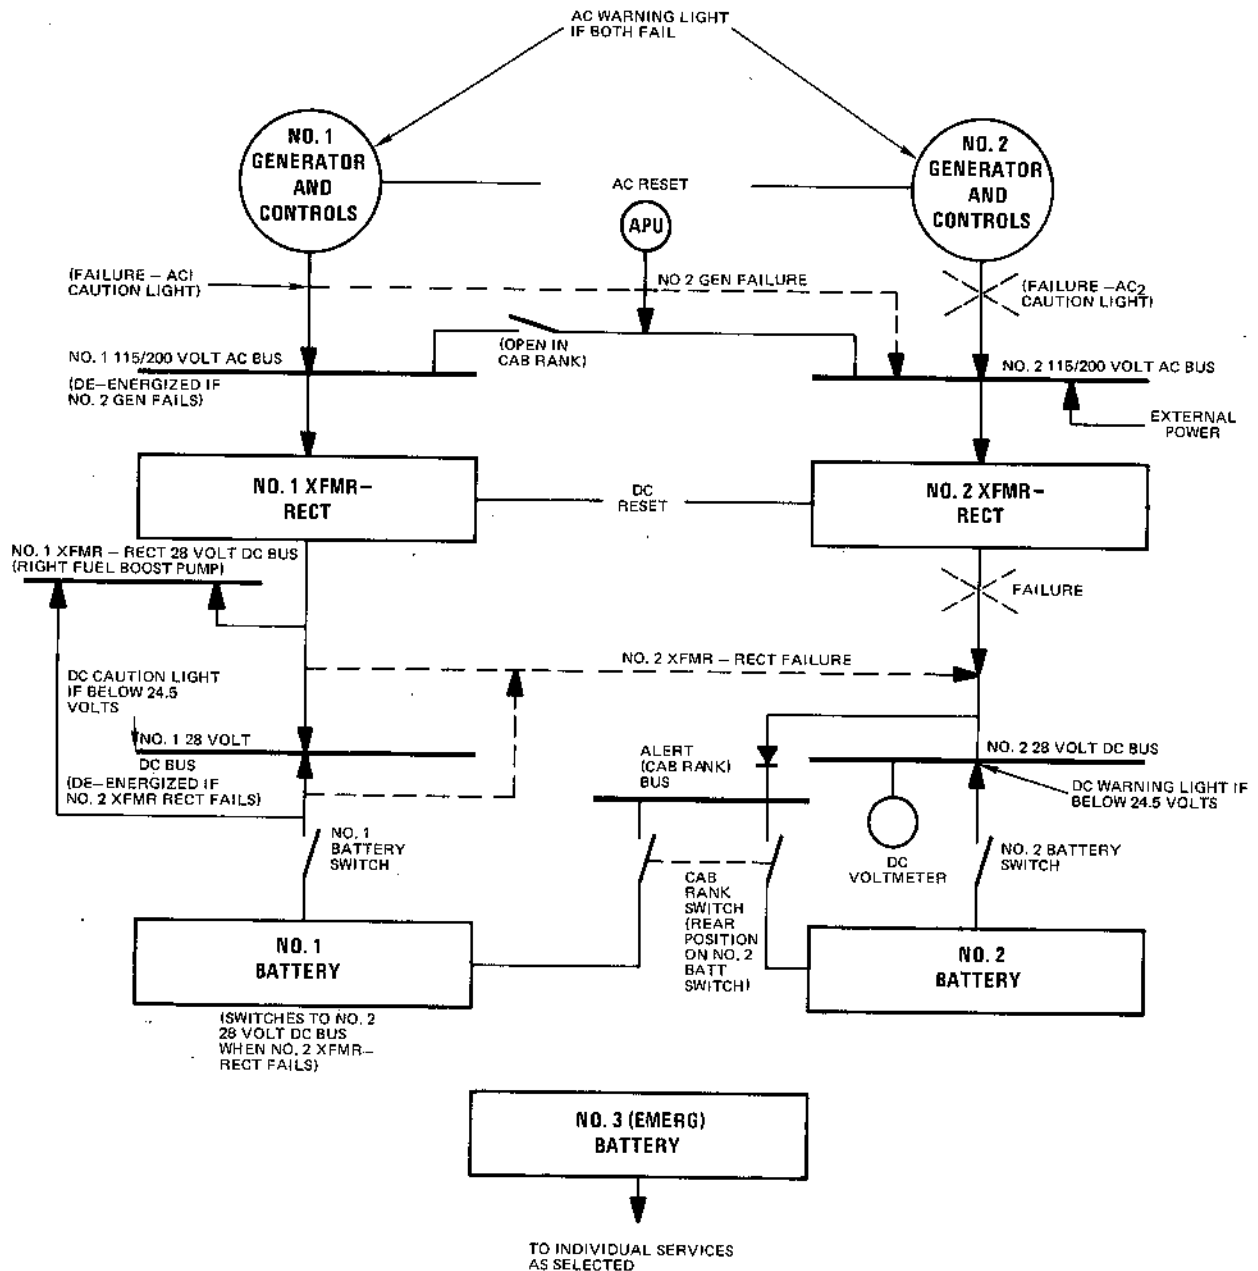 AC WARNING LIGHT
IF BOTH FAIL
NO. 1
GENERATOR
AND
CONTROLS
NO. 2
GENERATOR
AND
CONTROLS
AC RESET
APU
(FAILURE – ACI
CAUTION LIGHT)
NO 2 GEN FAILURE
(FAILURE –AC2
CAUTION LIGHT)
(OPEN IN
CAB RANK)
NO. 1 115/200 VOLT AC BUS
(DE–ENERGIZED IF
NO. 2 GEN FAILS)
NO. 2 115/200 VOLT AC BUS
EXTERNAL
POWER
NO. 1 XFMR–
RECT
DC
RESET
NO. 2 XFMR–
RECT
NO. 1 XFMR – RECT 28 VOLT DC BUS
(RIGHT FUEL BOOST PUMP)
FAILURE
NO. 2 XFMR – RECT FAILURE
DC CAUTION LIGHT
IF BELOW 24.5
VOLTS
NO. 1 28 VOLT
DC BUS
(DE–ENERGIZED IF
NO. 2 XFMR RECT FAILS)
ALERT
(CAB RANK)
BUS
NO. 2 28 VOLT DC BUS
DC WARNING LIGHT IF
BELOW 24.5 VOLTS
NO. 1
BATTERY
SWITCH
CAB
RANK
SWITCH
(REAR
POSITION
ON NO. 2
BATT
SWITCH)
DC
VOLTMETER
NO. 2 BATTERY
SWITCH
NO. 1
BATTERY
NO. 2
BATTERY
(SWITCHES TO NO. 2
28 VOLT DC BUS
WHEN NO. 2 XFMR–
RECT FAILS)
NO. 3 (EMERG)
BATTERY
TO INDIVIDUAL SERVICES
AS SELECTED